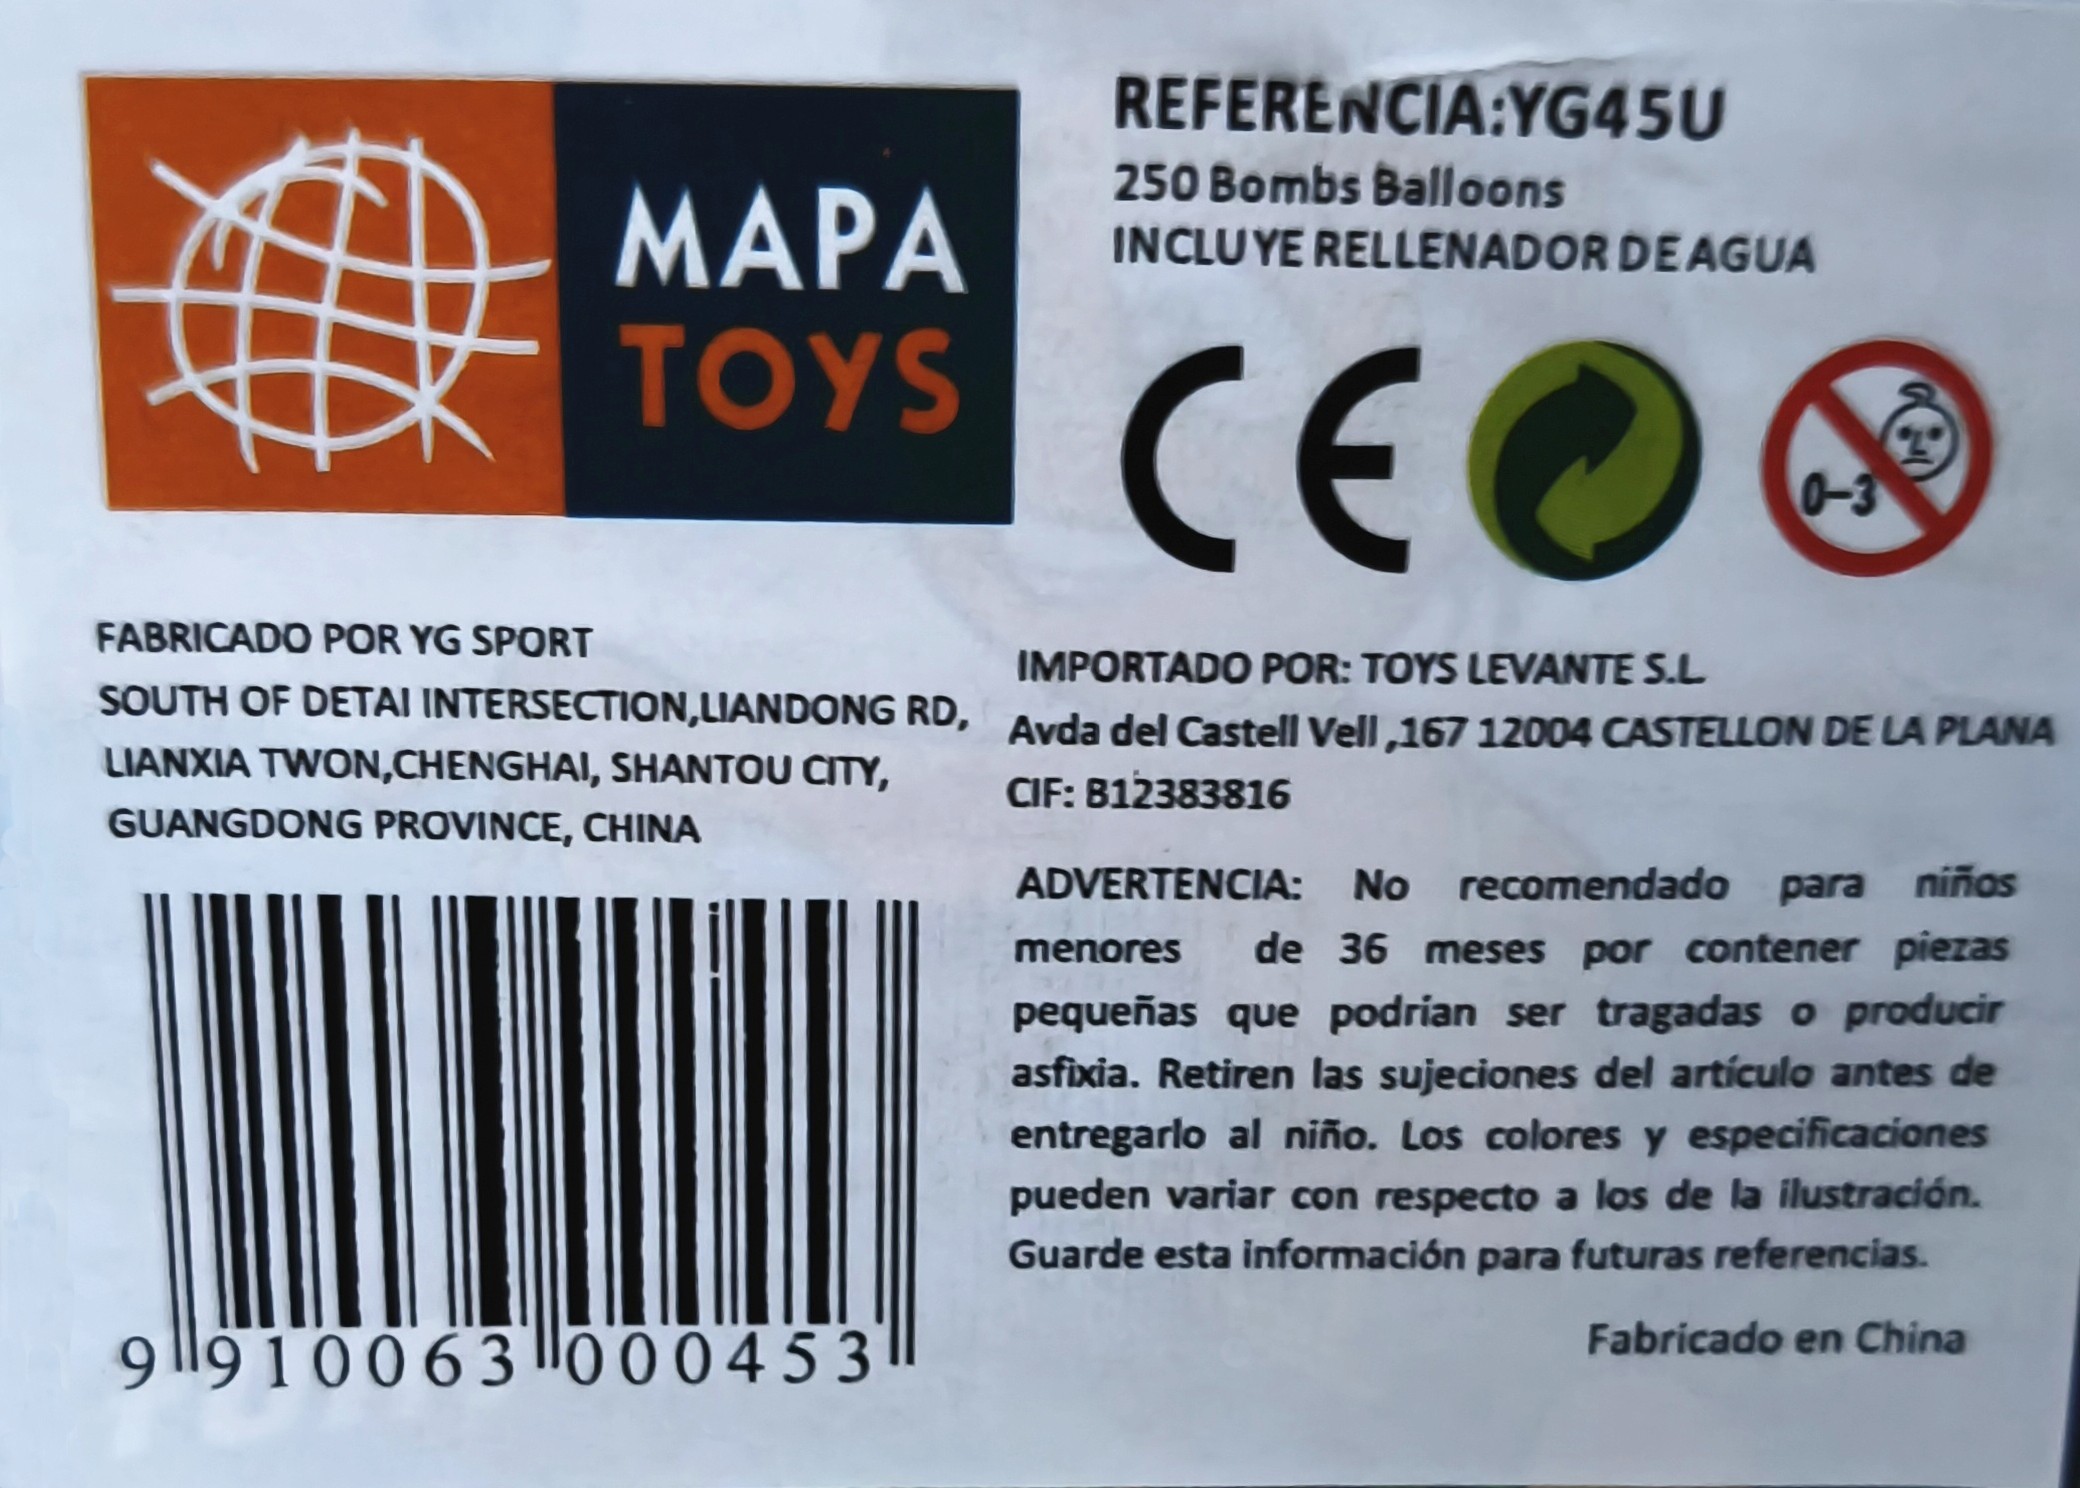 MAPA
TOYS
REFERENCIA:YG45U
250 Bombs Balloons
INCLUYE RELLENADOR DE AGUA
CE
0-3
FABRICADO POR YG SPORT
SOUTH OF DETAI INTERSECTION,LIANDONG RD,
LIANXIA TWON,CHENGHAI, SHANTOU CITY,
GUANGDONG PROVINCE, CHINA
9 910063 000453
IMPORTADO POR: TOYS LEVANTE S.L
Avda del Castell Vell ,167 12004 CASTELLON DE LA PLANA
CIF: B12383816
ADVERTENCIA: No recomendado para niños
menores de 36 meses por contener piezas
pequeñas que podrían ser tragadas o producir
asfixia. Retiren las sujeciones del artículo antes de
entregarlo al niño. Los colores y especificaciones
pueden variar con respecto a los de la ilustración.
Guarde esta información para futuras referencias.
Fabricado en China